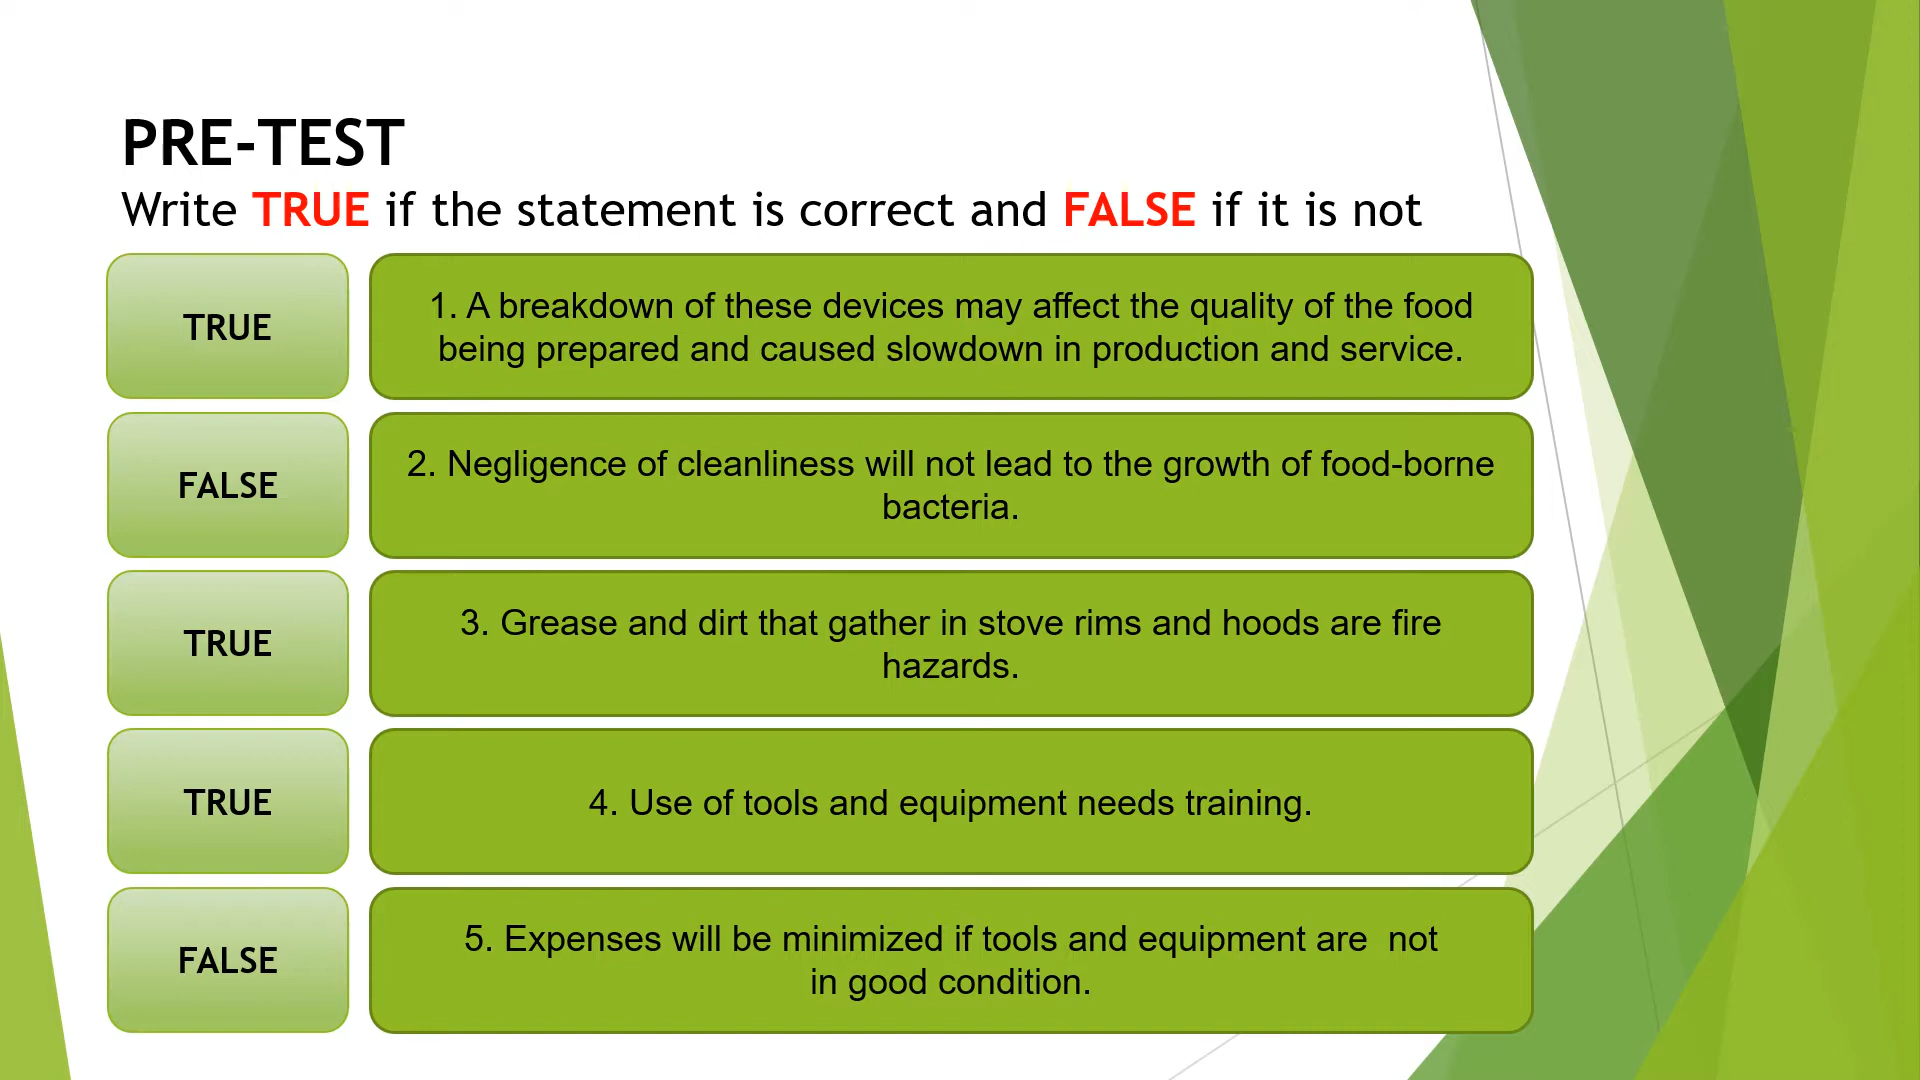 PRE-TEST
Write TRUE if the statement is correct and FALSE if it is not
TRUE
1. A breakdown of these devices may affect the quality of the food
being prepared and caused slowdown in production and service.
FALSE
2. Negligence of cleanliness will not lead to the growth of food-borne
bacteria.
TRUE
3. Grease and dirt that gather in stove rims and hoods are fire
hazards.
TRUE
4. Use of tools and equipment needs training.
FALSE
5. Expenses will be minimized if tools and equipment are  not
in good condition.